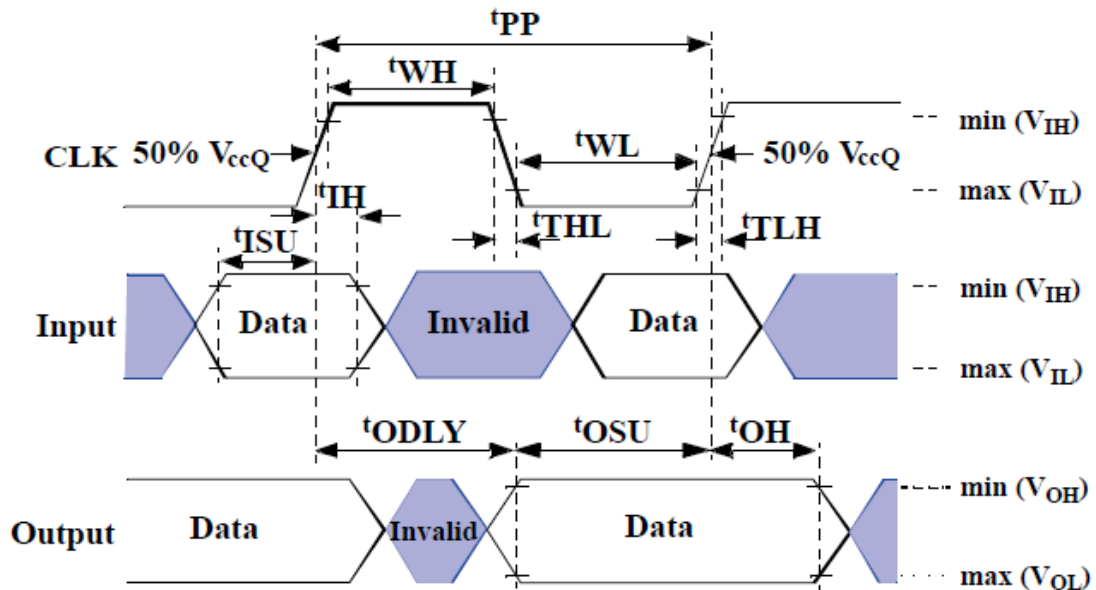 tPP
tWH
min (VIH)
CLK 50% VccQ tWL 50% VccQ
max (VIL)
tIH
tTHL tTLH
tISU
min (VIH)
Input Data Invalid Data
max (VIL)
tODLY tOSU tOH
min (VOH)
Output Data Invalid Data
max (VOL)